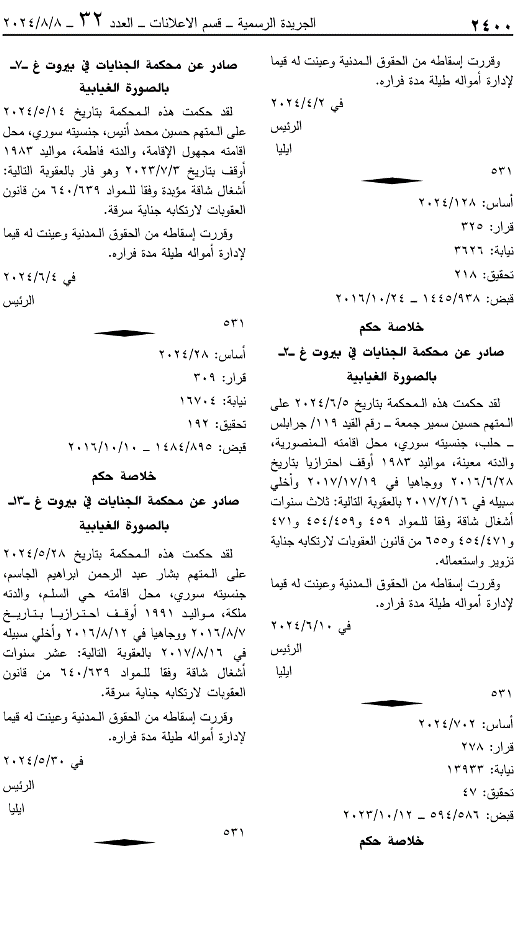 ٢٤٠٠
الجريدة الرسمية – قسم الاعلانات – العدد ٣٢ – ٢٠٢٤/٨/٨
وقررت إسقاطه من الحقوق المدنية وعينت له قيما
لإدارة أمواله طيلة مدة فراره.
في ٢٠٢٤/٤/٢
الرئيس
ايليا
٥٣١
أساس: ٢٠٢٤/١٢٨
قرار: ٣٢٥
نيابة: ٣٦٢٦
تحقيق: ٢١٨
قبض: ١٤٤٥/٩٣٨ – ٢٠١٦/١٠/٢٤
خلاصة حكم
صادر عن محكمة الجنايات في بيروت غ –٢–
بالصورة الغيابية
لقد حكمت هذه المحكمة بتاريخ ٢٠٢٤/٦/٥ على
المتهم حسين سمير جمعة – رقم القيد ١١٩/ جرابلس
– حلب، جنسيته سوري، محل اقامته المنصورية،
والدته معينة، مواليد ١٩٨٣ أوقف احترازيا بتاريخ
٢٠١٦/٦/٢٨ ووجاهيا في ٢٠١٧/١٧/١٩ وأخلي
سبيله في ٢٠١٧/٢/١٦ بالعقوبة التالية: ثلاث سنوات
أشغال شاقة وفقا للمواد ٤٥٩ و٤٥٤/٤٥٩ و٤٧١
و٤٥٤/٤٧١ و٦٥٥ من قانون العقوبات لارتكابه جناية
تزوير واستعماله.
وقررت إسقاطه من الحقوق المدنية وعينت له قيما
لإدارة أمواله طيلة مدة فراره.
في ٢٠٢٤/٦/١٠
الرئيس
ايليا
٥٣١
أساس: ٢٠٢٤/٧٠٢
قرار: ٢٧٨
نيابة: ١٣٩٣٣
تحقيق: ٤٧
قبض: ٥٩٤/٥٨٦ – ٢٠٢٣/١٠/١٢
خلاصة حكم
صادر عن محكمة الجنايات في بيروت غ –٧–
بالصورة الغيابية
لقد حكمت هذه المحكمة بتاريخ ٢٠٢٤/٥/١٤
على المتهم حسين محمد أنيس، جنسيته سوري، محل
اقامته مجهول الإقامة، والدته فاطمة، مواليد ١٩٨٣
أوقف بتاريخ ٢٠٢٣/٧/٣ وهو فار بالعقوبة التالية:
أشغال شاقة مؤبدة وفقا للمواد ٦٤٠/٦٣٩ من قانون
العقوبات لارتكابه جناية سرقة.
وقررت إسقاطه من الحقوق المدنية وعينت له قيما
لإدارة أمواله طيلة مدة فراره.
في ٢٠٢٤/٦/٤
الرئيس
٥٣١
أساس: ٢٠٢٤/٢٨
قرار: ٣٠٩
نيابة: ١٦٧٠٤
تحقيق: ١٩٢
قبض: ١٤٨٤/٨٩٥ – ٢٠١٦/١٠/١٠
خلاصة حكم
صادر عن محكمة الجنايات في بيروت غ –٣–
بالصورة الغيابية
لقد حكمت هذه المحكمة بتاريخ ٢٠٢٤/٥/٢٨
على المتهم بشار عبد الرحمن ابراهيم الجاسم،
جنسيته سوري، محل اقامته حي السلم، والدته
ملكة، مواليد ١٩٩١ أوقف احترازيا بتاريخ
٢٠١٦/٨/٧ ووجاهيا في ٢٠١٦/٨/١٢ وأخلي سبيله
في ٢٠١٧/٨/١٦ بالعقوبة التالية: عشر سنوات
أشغال شاقة وفقا للمواد ٦٤٠/٦٣٩ من قانون
العقوبات لارتكابه جناية سرقة.
وقررت إسقاطه من الحقوق المدنية وعينت له قيما
لإدارة أمواله طيلة مدة فراره.
في ٢٠٢٤/٥/٣٠
الرئيس
ايليا
٥٣١